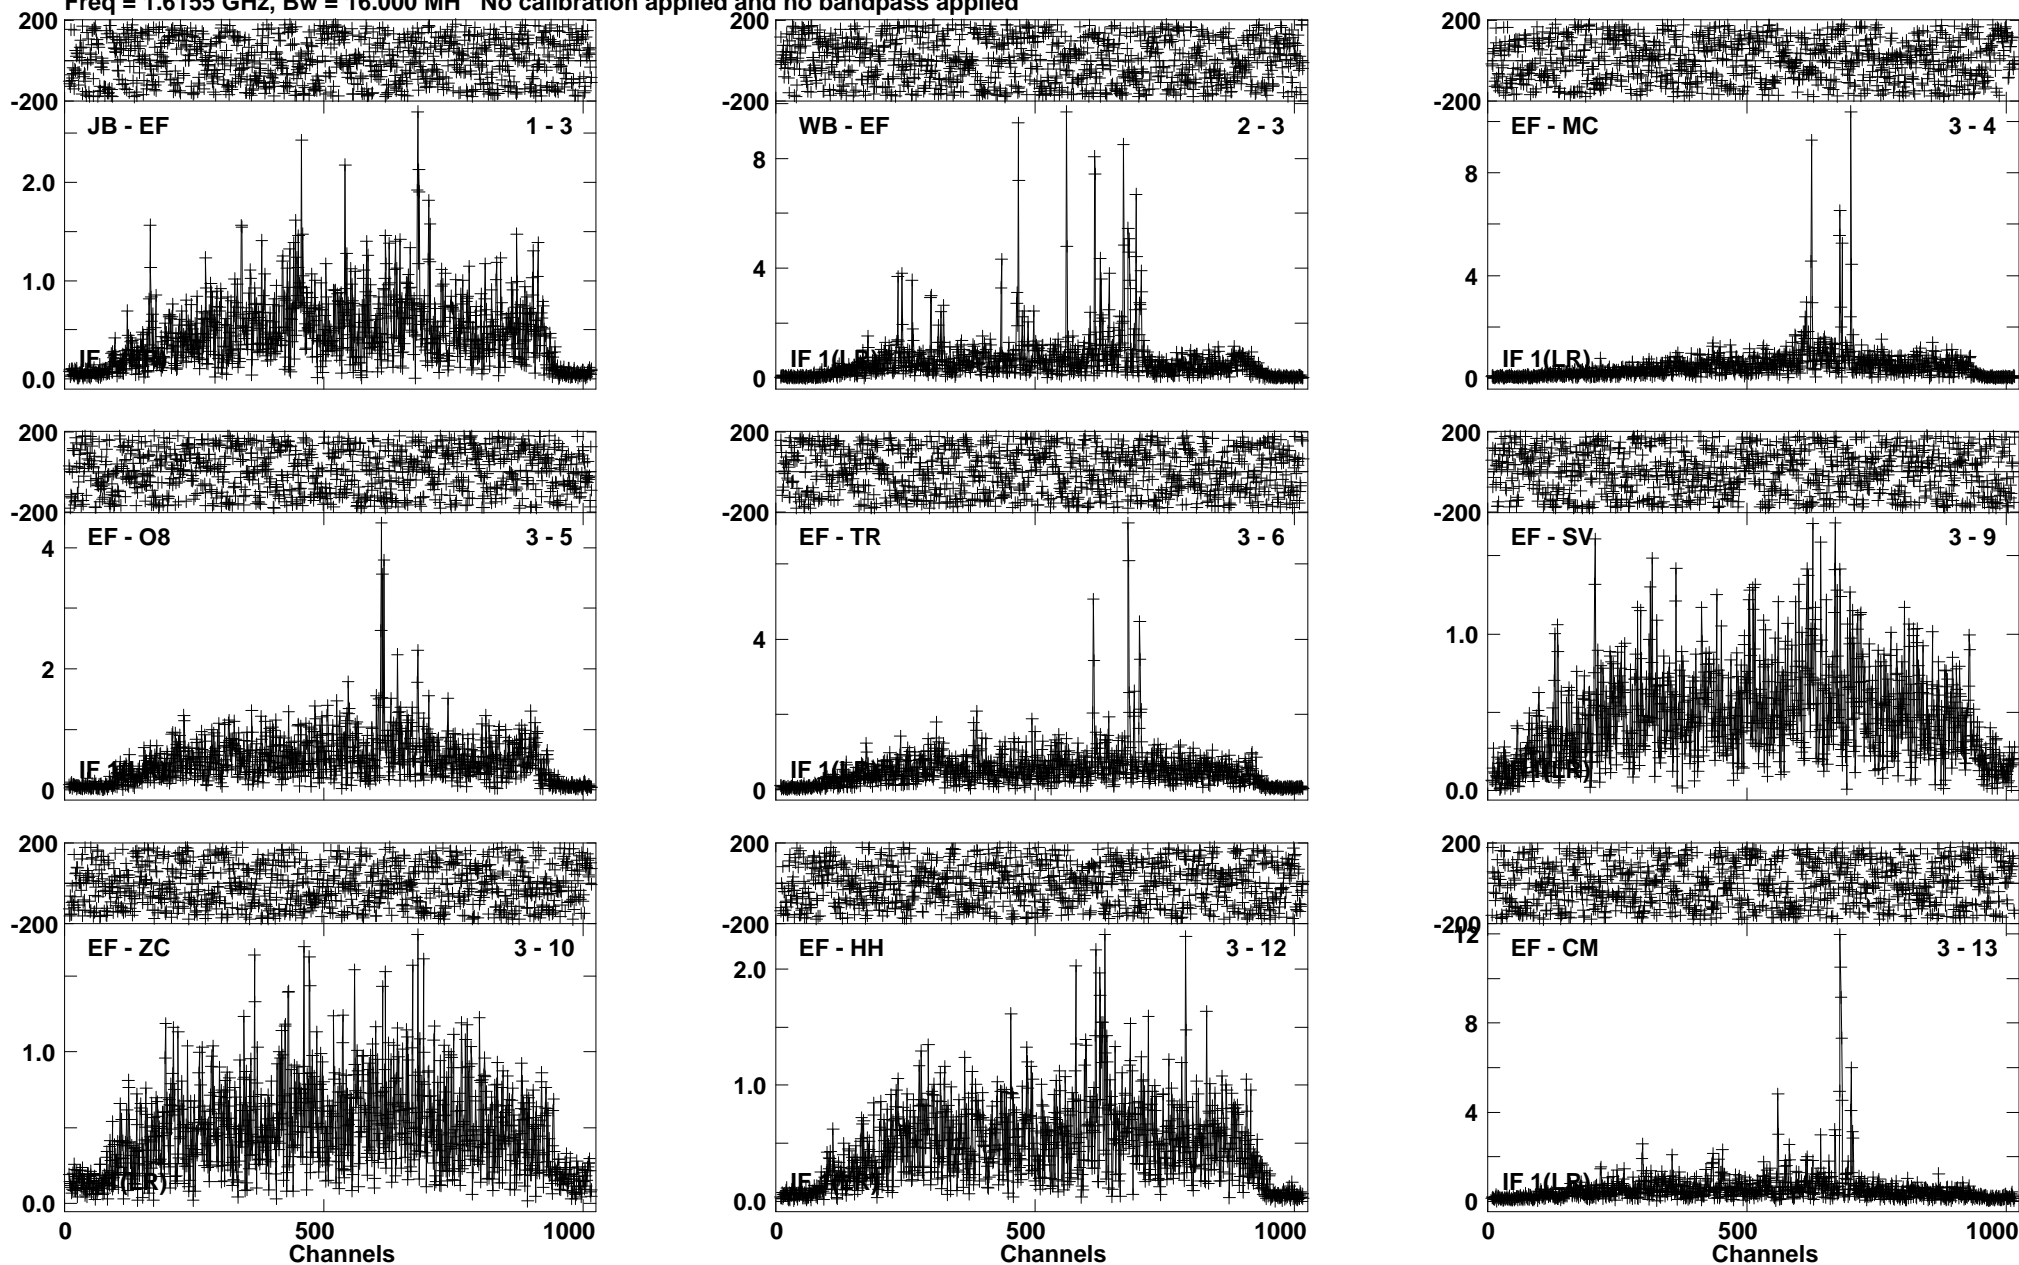 Freq = 1.6155 GHz, Bw = 16.000 MH No calibration applied and no bandpass applied
200 200 200
-200 -200 -200
JB - EF 1 - 3 WB - EF 2 - 3 EF - MC 3 - 4
2.0 8 8
1.0 4 4
IF 1(LR) IF 1(LR)
0.0 0 0
200 200 200
-200 -200 -200
EF - O8 3 - 5 EF - TR 3 - 6 EF - SV 3 - 9
4 4 1.0
2
IF 1(LR)
0 0 0.0
200 200 200
-200 -200 -200
12
EF - ZC 3 - 10 EF - HH 3 - 12 EF - CM 3 - 13
1.0 2.0 8
1.0 4
IF 1(LR)
0.0 0.0 0
0 500 1000 0 500 1000 0 500 1000
Channels Channels Channels